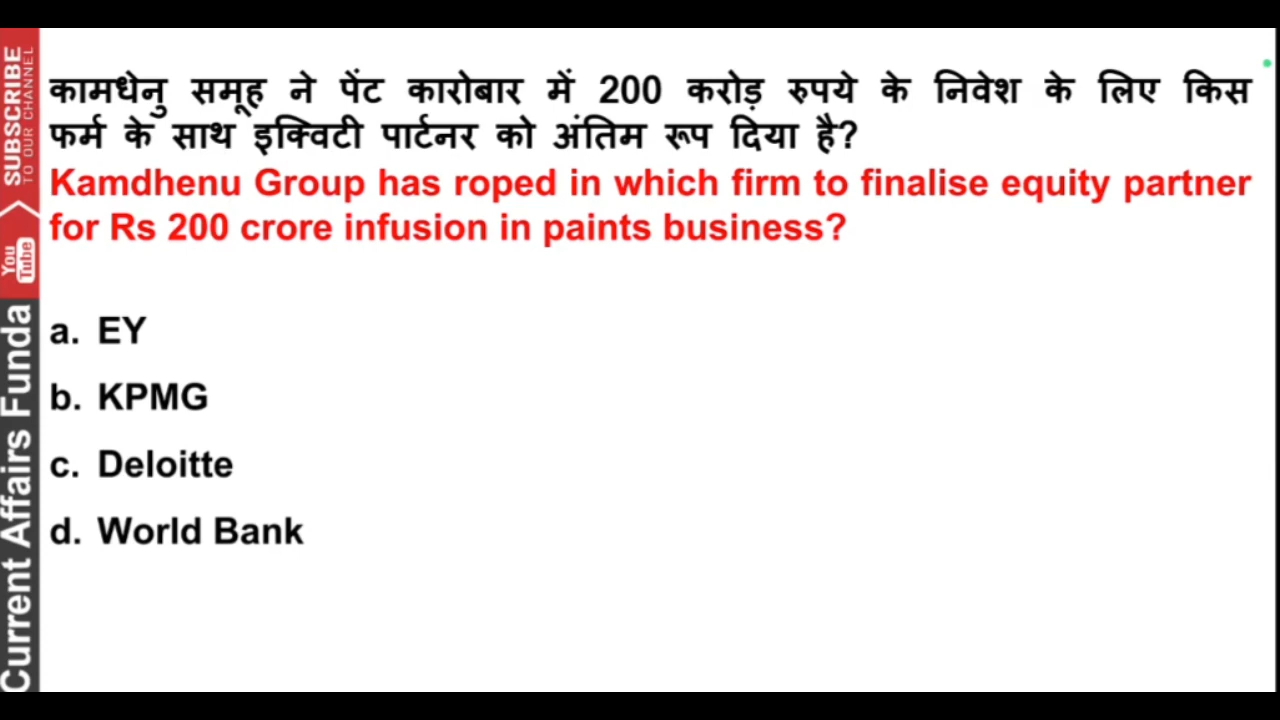 कामधेनु समूह ने पेंट कारोबार में 200 करोड़ रुपये के निवेश के लिए किस
फर्म के साथ इक्विटी पार्टनर को अंतिम रूप दिया है?
Kamdhenu Group has roped in which firm to finalise equity partner
for Rs 200 crore infusion in paints business?
a. EY
b. KPMG
c. Deloitte
d. World Bank
SUBSCRIBE
TO OUR CHANNEL
You
Tube
Current Affairs Funda